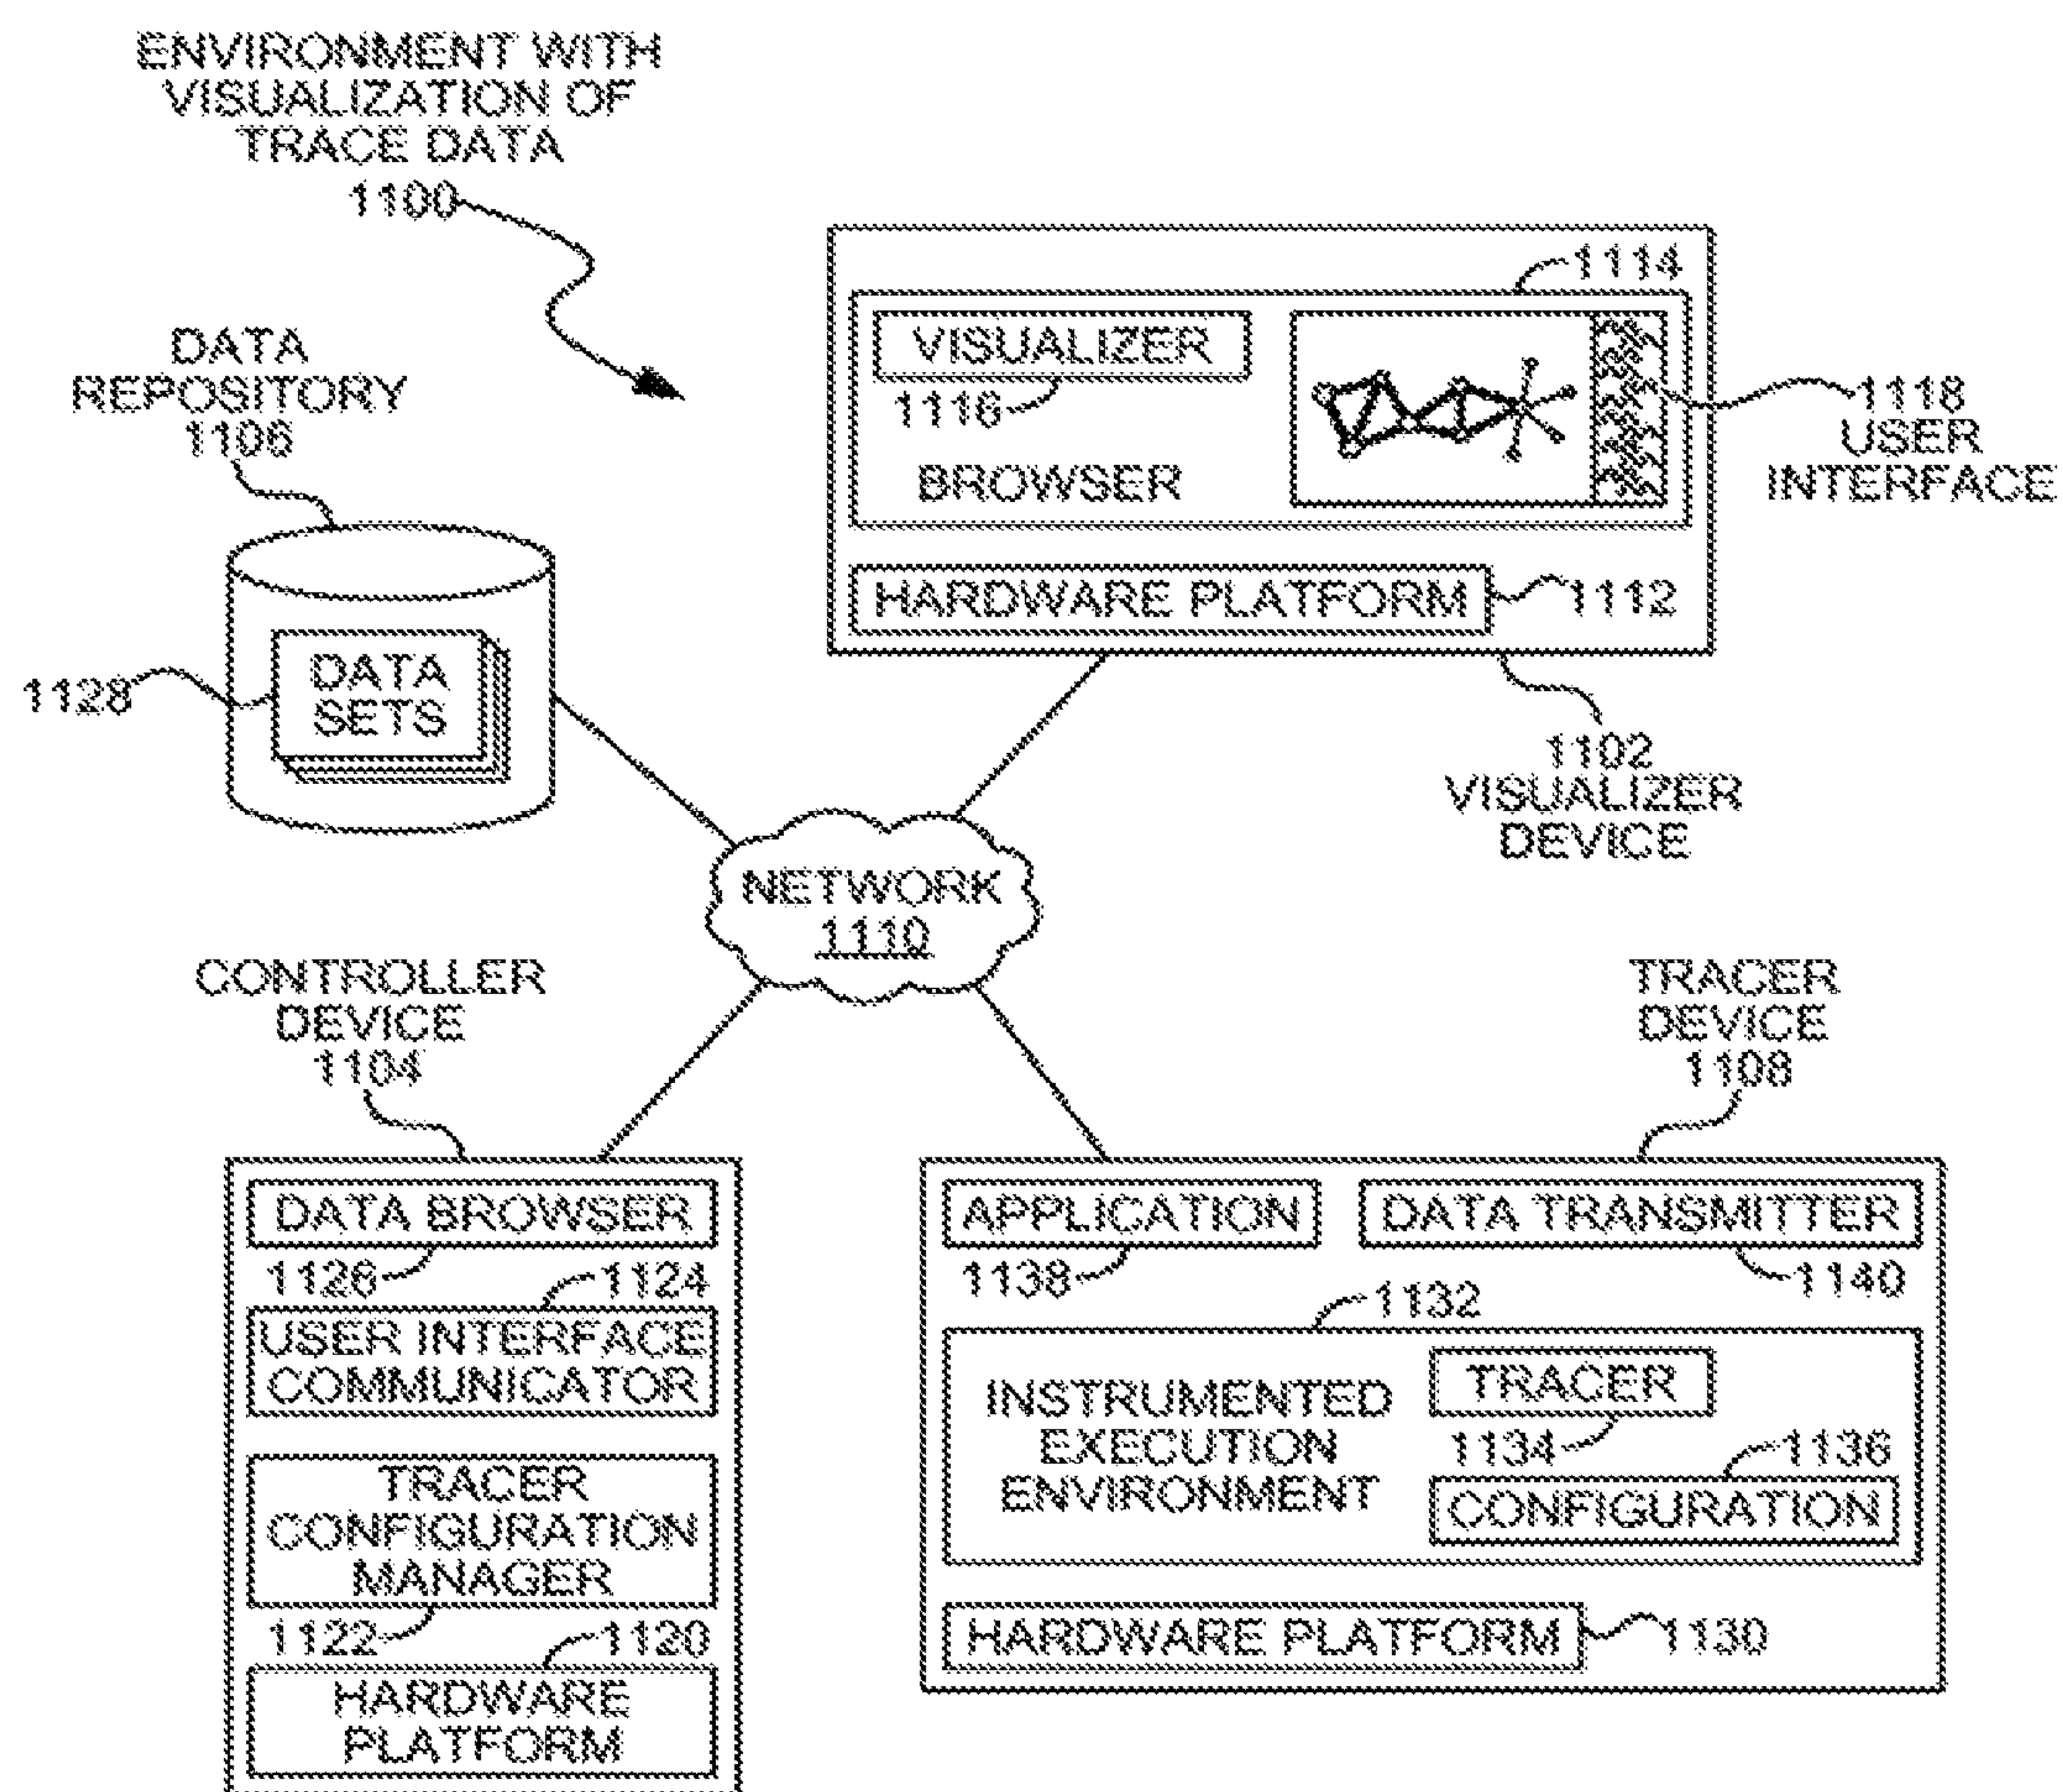 ENVIRONMENT WITH
VISUALIZATION OF
TRACE DATA
1100
DATA
REPOSITORY
1106
1128
DATA
SETS
1114
VISUALIZER
1116
BROWSER
1118
USER
INTERFACE
HARDWARE PLATFORM
1112
1102
VISUALIZER
DEVICE
NETWORK
1110
CONTROLLER
DEVICE
1104
DATA BROWSER
1126
1124
USER INTERFACE
COMMUNICATOR
TRACER
CONFIGURATION
MANAGER
1122
1120
HARDWARE
PLATFORM
TRACER
DEVICE
1108
APPLICATION
1138
DATA TRANSMITTER
1140
1132
INSTRUMENTED
EXECUTION
ENVIRONMENT
TRACER
1134
1136
CONFIGURATION
HARDWARE PLATFORM
1130